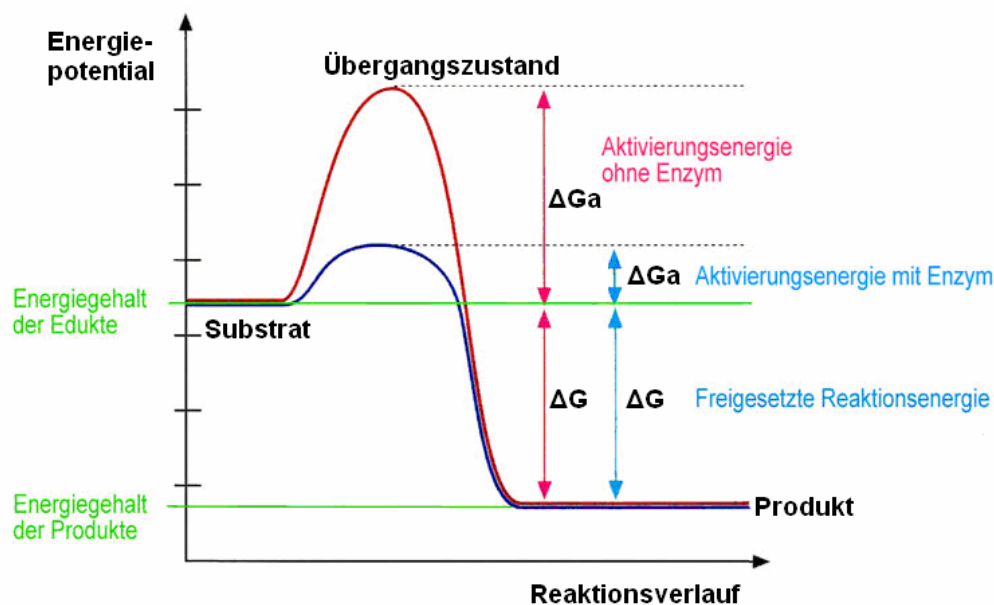 Energie-
potential
Übergangszustand
Aktivierungsenergie
ohne Enzym
ΔGa
ΔGa
Aktivierungsenergie mit Enzym
Energiegehalt
der Edukte
Substrat
ΔG
ΔG
Freigesetzte Reaktionsenergie
Energiegehalt
der Produkte
Produkt
Reaktionsverlauf